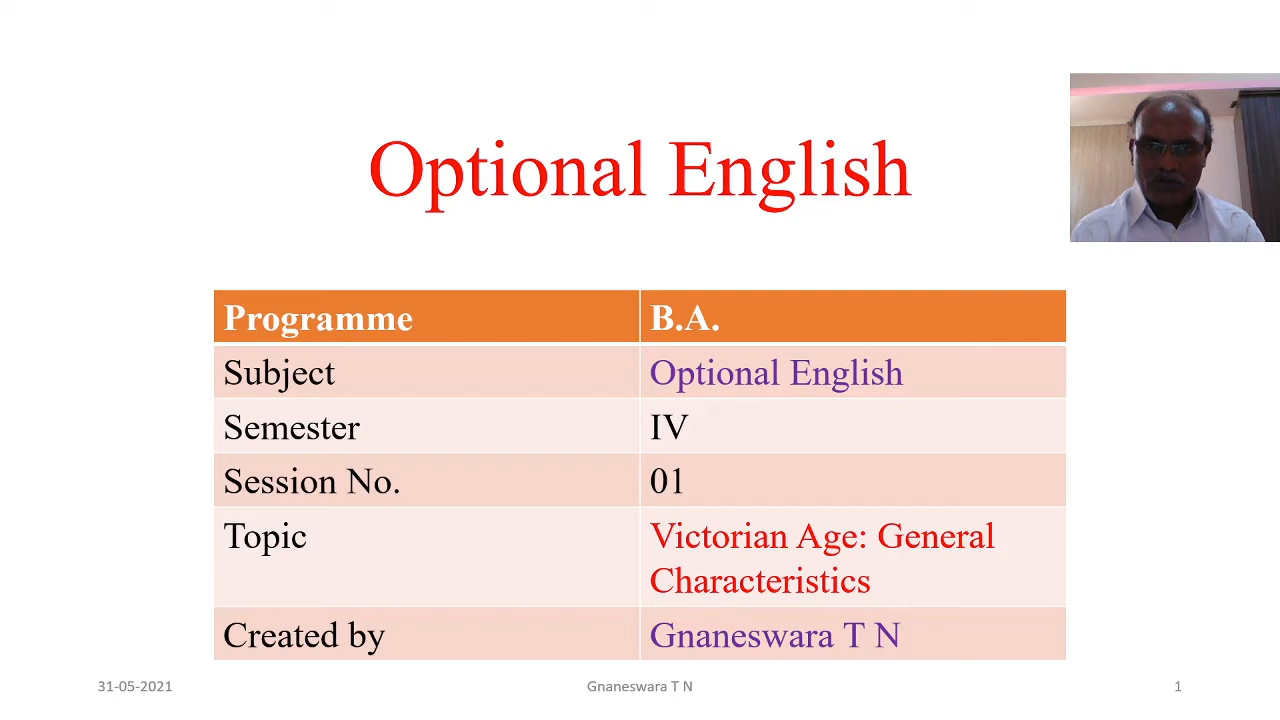 Optional English
Programme B.A.
Subject Optional English
Semester IV
Session No. 01
Topic Victorian Age: General
Characteristics
Created by Gnaneswara T N
31-05-2021 Gnaneswara T N 1